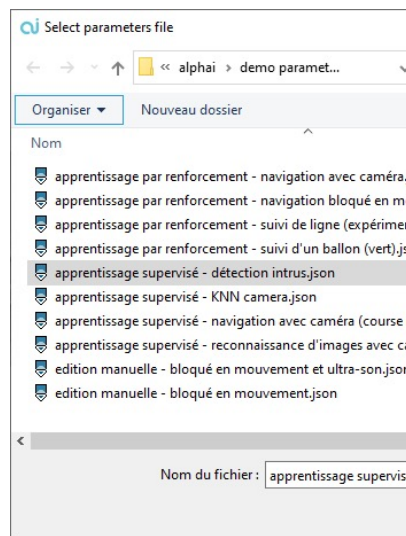 Select parameters file
« alphai › demo paramet...
Organiser Nouveau dossier
Nom
apprentissage par renforcement - navigation avec caméra.
apprentissage par renforcement - navigation bloqué en m
apprentissage par renforcement - suivi de ligne (expérimen
apprentissage par renforcement - suivi d'un ballon (vert).js
apprentissage supervisé - détection intrus.json
apprentissage supervisé - KNN camera.json
apprentissage supervisé - navigation avec caméra (course
apprentissage supervisé - reconnaissance d'images avec ca
edition manuelle - bloqué en mouvement et ultra-son.json
edition manuelle - bloqué en mouvement.json
Nom du fichier : apprentissage supervis